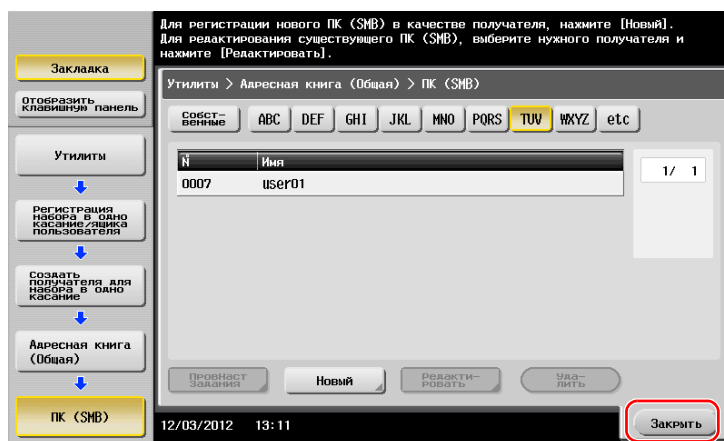 Для регистрации нового ПК (SMB) в качестве получателя, нажмите [Новый].
Для редактирования существующего ПК (SMB), выберите нужного получателя и
нажмите [Редактировать].
Закладка
Отобразить
клавишную панель
Утилиты
Регистрация
набора в одно
касание/ящика
пользователя
Создать
получателя для
набора в одно
касание
Адресная книга
(Общая)
ПК (SMB)
Утилиты > Адресная книга (Общая) > ПК (SMB)
Собст-
венные
ABC
DEF
GHI
JKL
MNO
PQRS
TUV
WXYZ
etc
N Имя
0007 user01
1/ 1
ПровНаст
Задания
Новый
Редакти-
ровать
Уда-
лить
12/03/2012 13:11
Закрыть